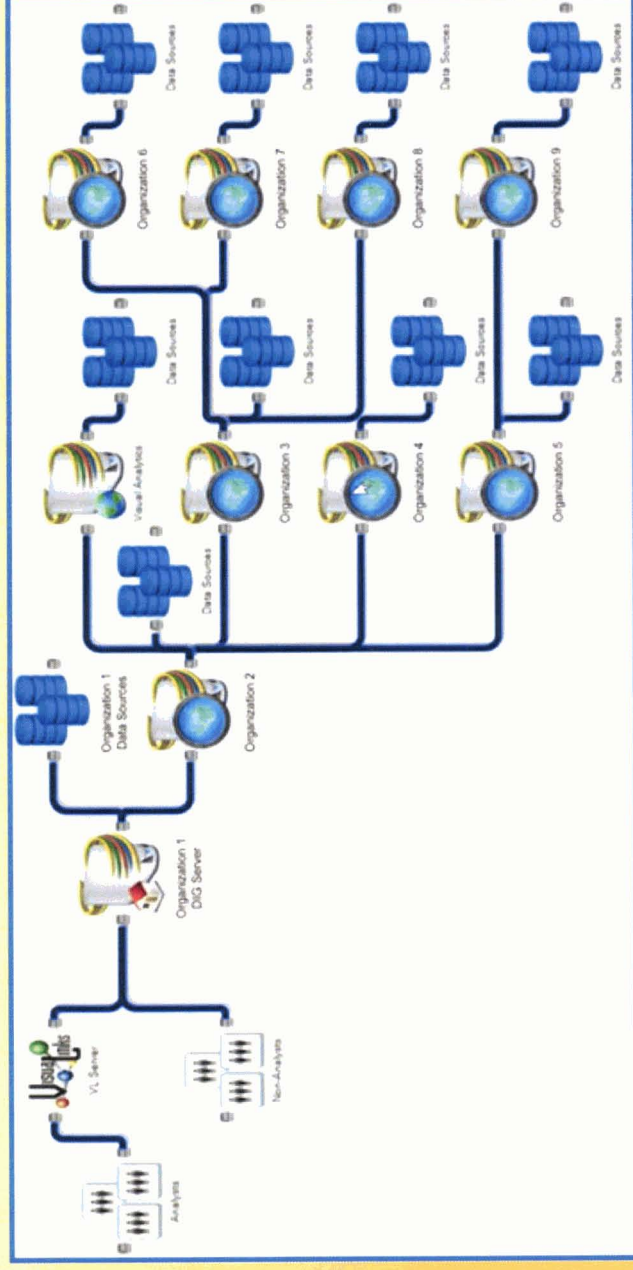 Analysts
VisuaLinks
VL Server
Non-Analysts
Organization 1
DIG Server
Organization 1
Data Sources
Organization 2
Data Sources
Visual Analytics
Data Sources
Organization 3
Data Sources
Organization 4
Data Sources
Organization 5
Data Sources
Organization 6
Data Sources
Organization 7
Data Sources
Organization 8
Data Sources
Organization 9
Data Sources